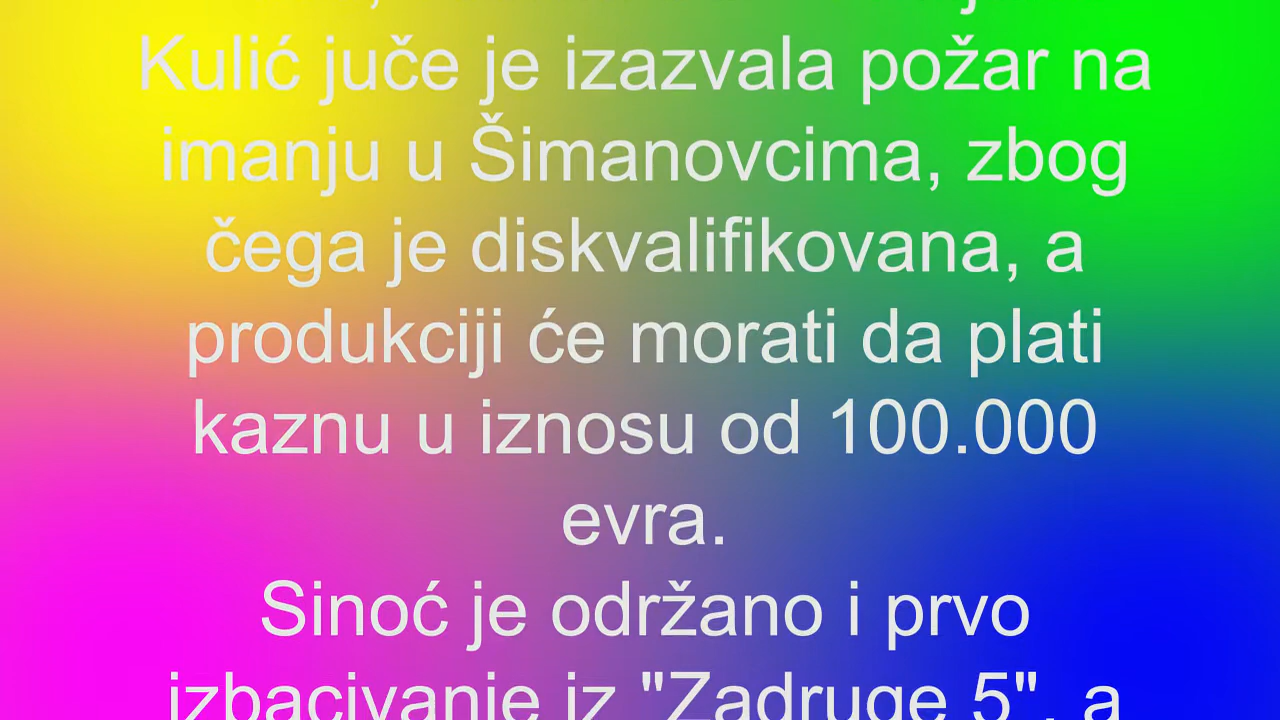 Kulić juče je izazvala požar na
imanju u Šimanovcima, zbog
čega je diskvalifikovana, a
produkciji će morati da plati
kaznu u iznosu od 100.000
evra.
Sinoć je održano i prvo
izbacivanje iz "Zadruge 5", a